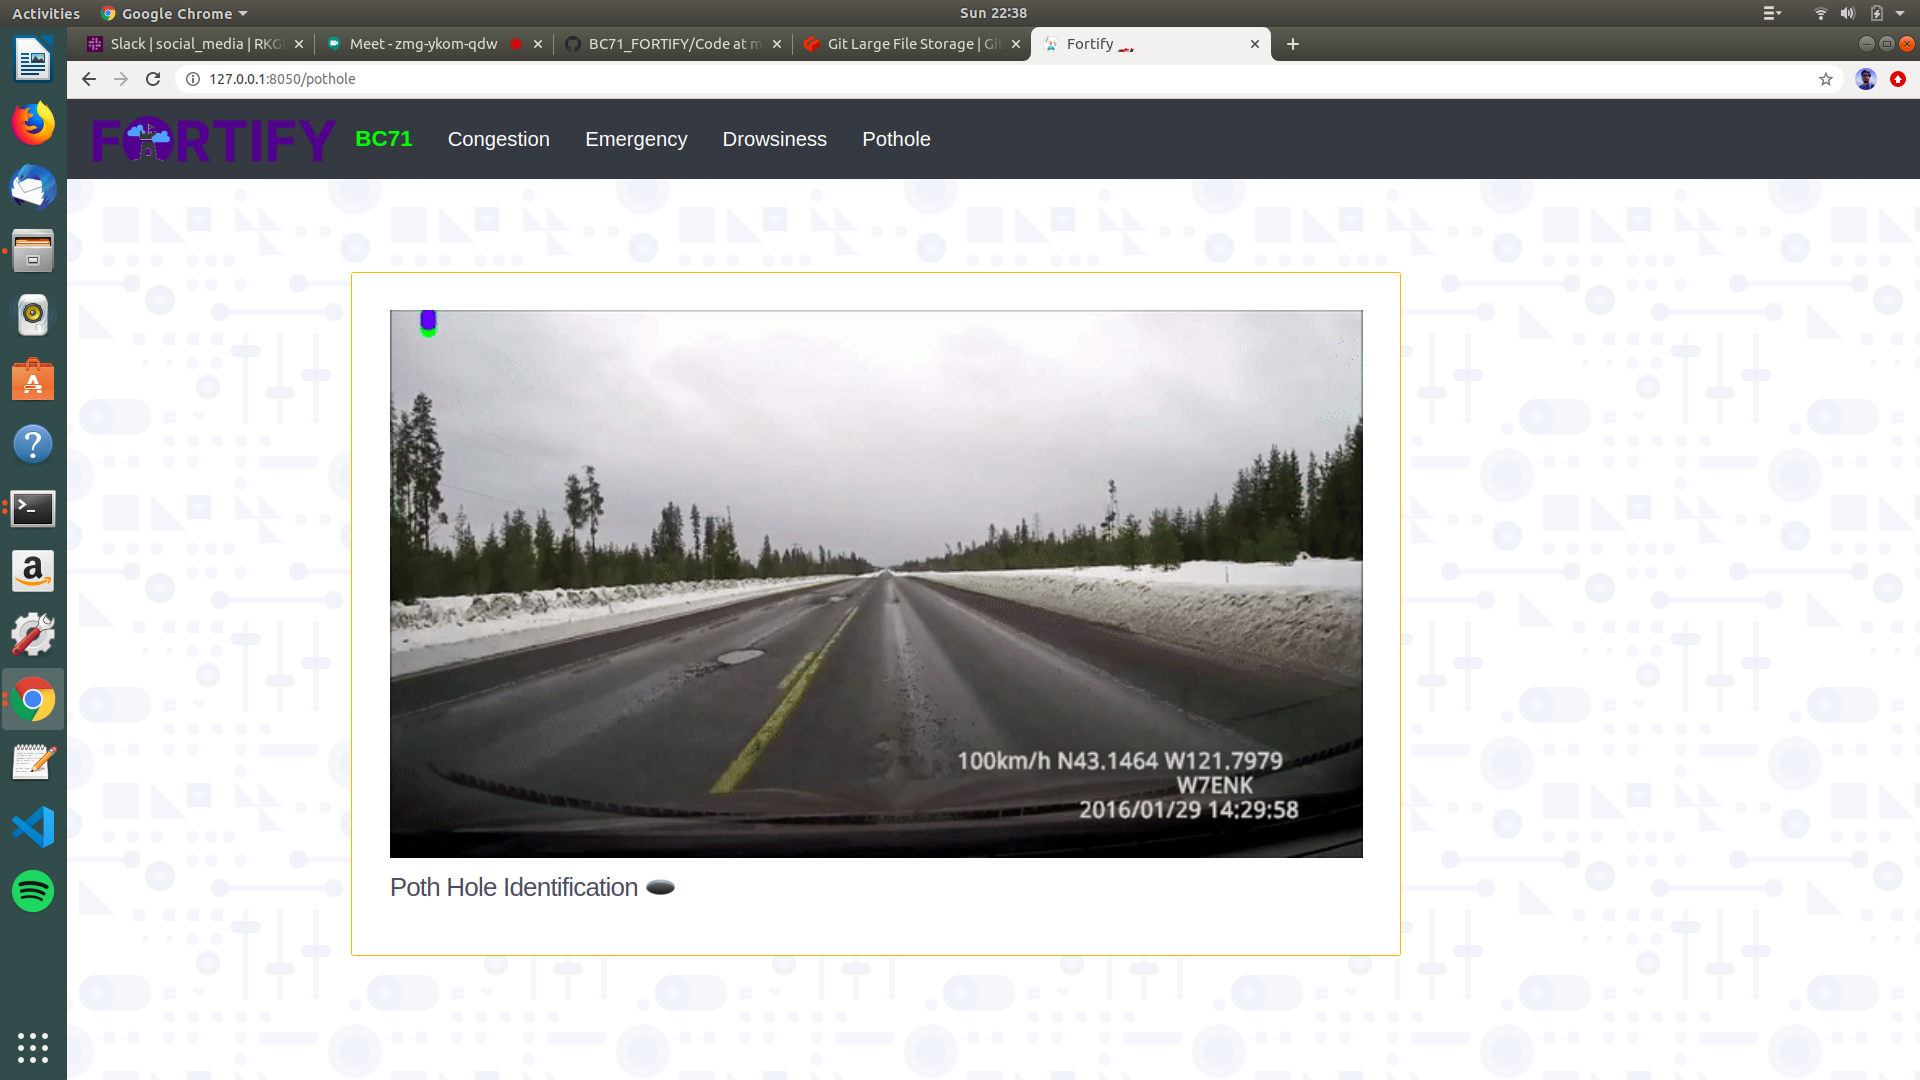 Activities
Google Chrome
Sun 22:38
Slack | social_media | RKG
Meet - zmg-ykom-qdw
BC71_FORTIFY/Code at m
Git Large File Storage | Git
Fortify
127.0.0.1:8050/pothole
FORTIFY
BC71
Congestion
Emergency
Drowsiness
Pothole
100km/h N43.1464 W121.7979
W7ENK
2016/01/29 14:29:58
Poth Hole Identification